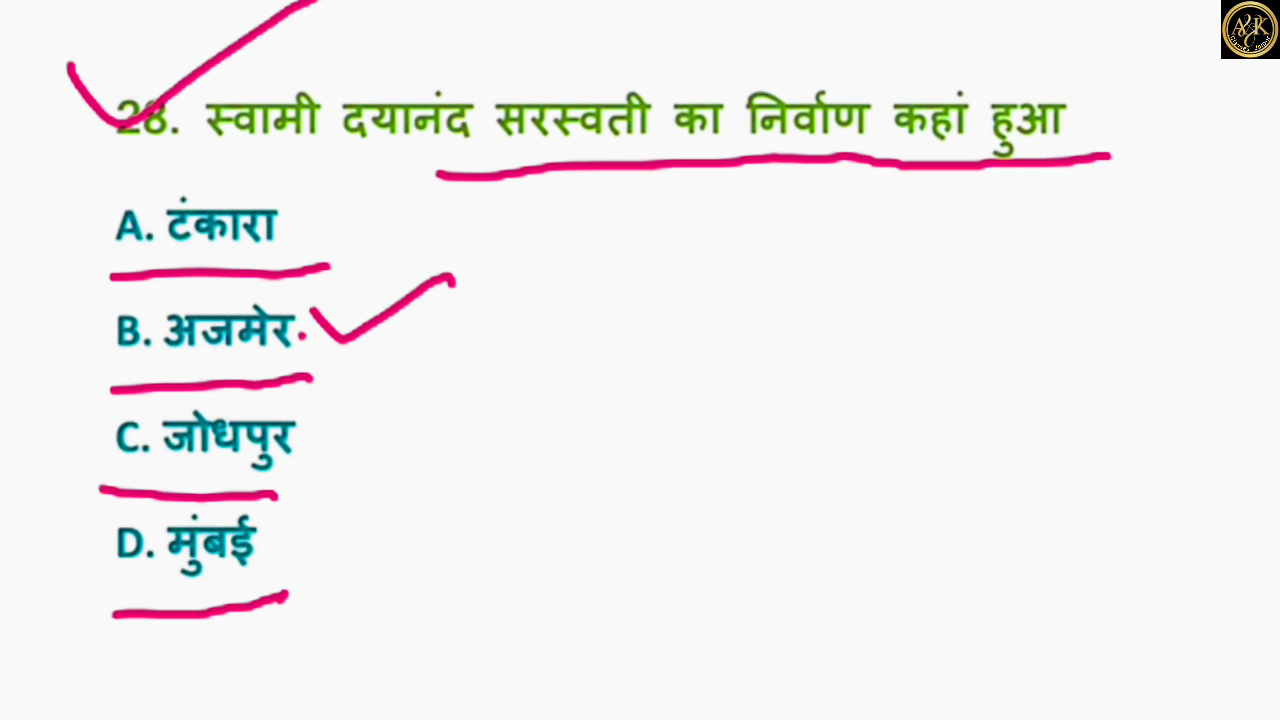 28. स्वामी दयानंद सरस्वती का निर्वाण कहां हुआ
A. टंकारा
B. अजमेर
C. जोधपुर
D. मुंबई